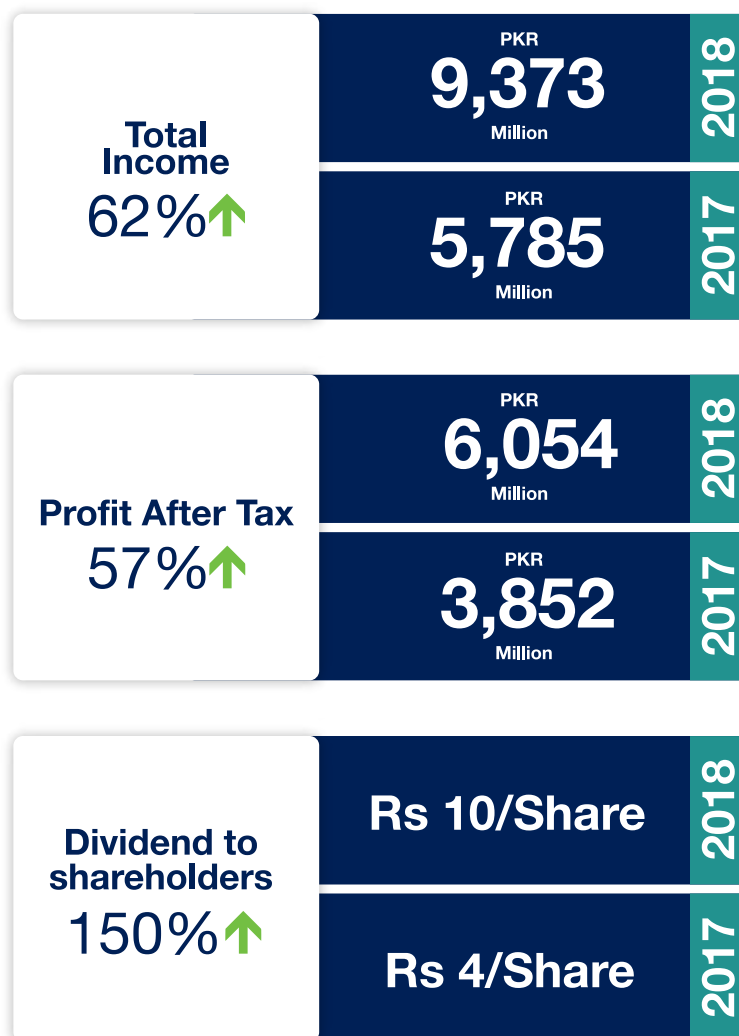 Total
Income
62%
PKR
9,373
Million
2018
PKR
5,785
Million
2017
Profit After Tax
57%
PKR
6,054
Million
2018
PKR
3,852
Million
2017
Dividend to
shareholders
150%
Rs 10/Share
2018
Rs 4/Share
2017